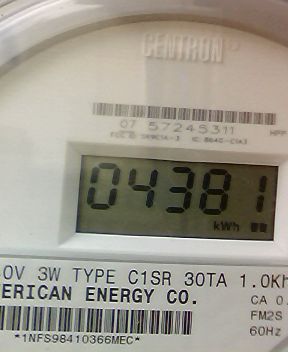 CENTRON
07 57245311
04381
kWh
0V 3W TYPE C1SR 30TA 1.0Kh
ERICAN ENERGY CO.
CA 0.
FM2S
60Hz
*1NFS98410366MEC*